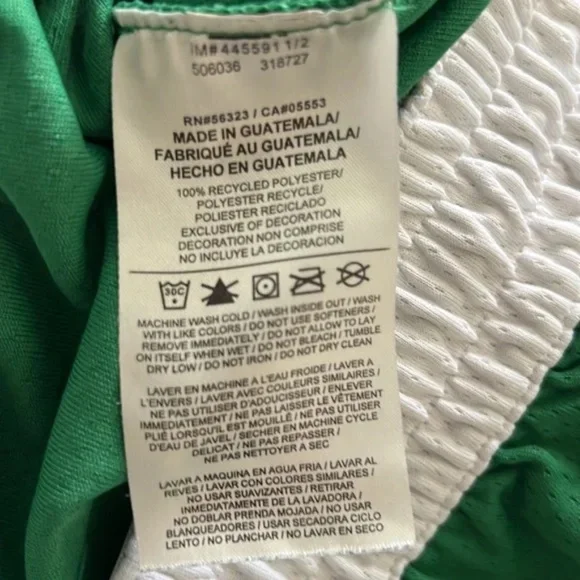 IM# 445591 1/2
506036 318727
RN#56323 / CA#05553
MADE IN GUATEMALA/
FABRIQUÉ AU GUATEMALA/
HECHO EN GUATEMALA
100% RECYCLED POLYESTER/
POLYESTER RECYCLE/
POLIESTER RECICLADO
EXCLUSIVE OF DECORATION
DECORATION NON COMPRISE
NO INCLUYE LA DECORACION
30C
MACHINE WASH COLD / WASH INSIDE OUT / WASH
WITH LIKE COLORS / DO NOT USE SOFTENERS /
REMOVE IMMEDIATELY / DO NOT ALLOW TO LAY
ON ITSELF WHEN WET / DO NOT BLEACH / TUMBLE
DRY LOW / DO NOT IRON / DO NOT DRY CLEAN
LAVER EN MACHINE A L'EAU FROIDE / LAVER A
L'ENVERS / LAVER AVEC COULEURS SIMILAIRES /
NE PAS UTILISER D'ADOUCISSEUR / ENLEVER
IMMEDIATEMENT / NE PAS LAISSER LE VÊTEMENT
PLIÉ LORSQU'IL EST MOUILLÉ / NE PAS UTILISER
D'EAU DE JAVEL / SECHER EN MACHINE CYCLE
DELICAT / NE PAS REPASSER /
NE PAS NETTOYER A SEC
LAVAR A MAQUINA EN AGUA FRIA / LAVAR AL
REVES / LAVAR CON COLORES SIMILARES /
NO USAR SUAVIZANTES / RETIRAR
INMEDIATAMENTE DE LA LAVADORA /
NO DOBLAR PRENDA MOJADA / NO USAR
BLANQUEADORES / USAR SECADORA CICLO
LENTO / NO PLANCHAR / NO LAVAR EN SECO